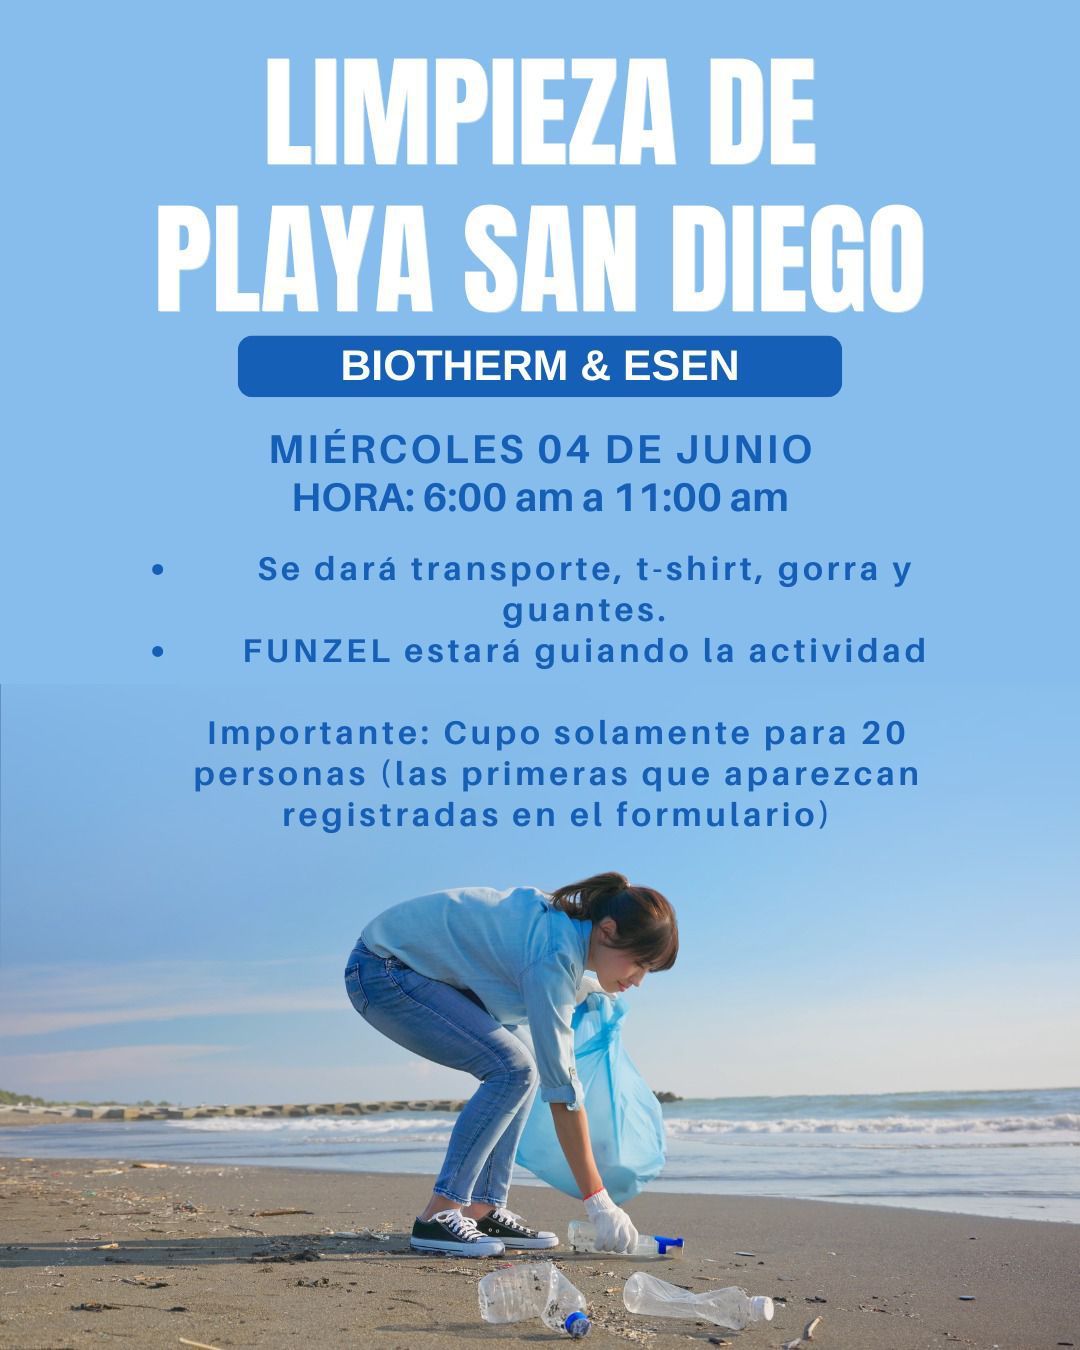 LIMPIEZA DE
PLAYA SAN DIEGO
BIOTHERM & ESEN
MIÉRCOLES 04 DE JUNIO
HORA: 6:00 am a 11:00 am
• Se dará transporte, t-shirt, gorra y
guantes.
• FUNZEL estará guiando la actividad
Importante: Cupo solamente para 20
personas (las primeras que aparezcan
registradas en el formulario)